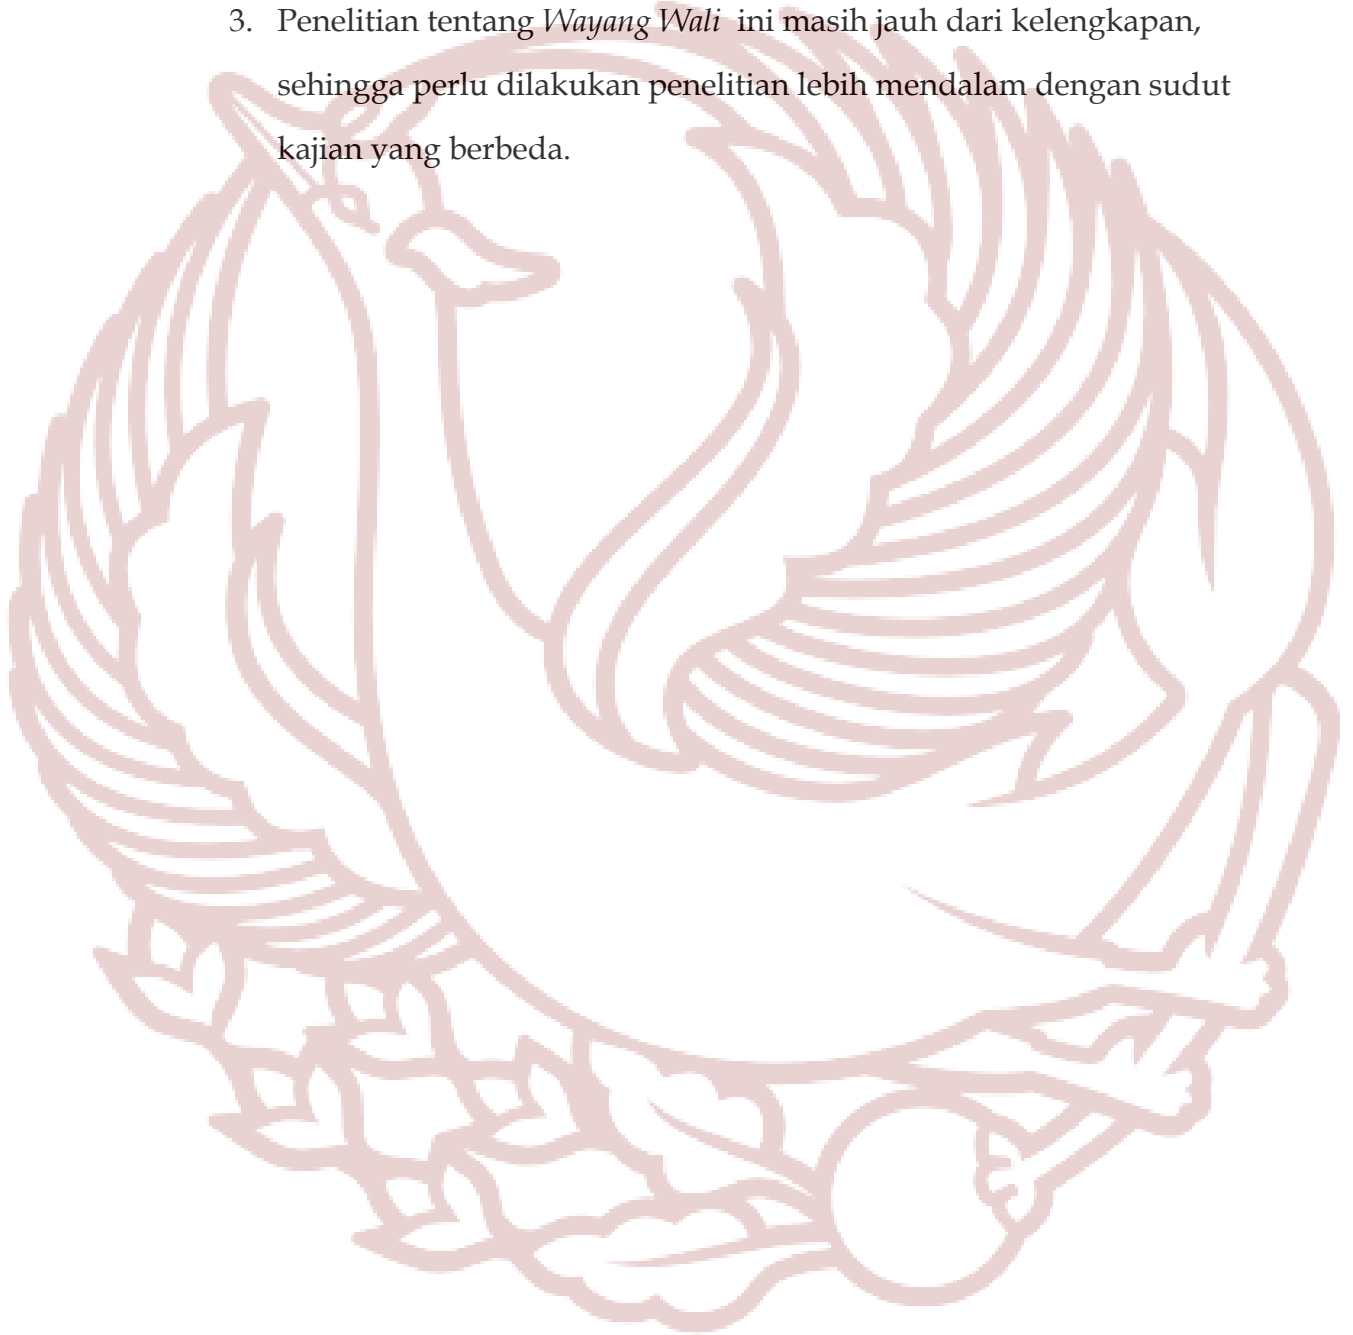 3. Penelitian tentang Wayang Wali ini masih jauh dari kelengkapan,
sehingga perlu dilakukan penelitian lebih mendalam dengan sudut
kajian yang berbeda.